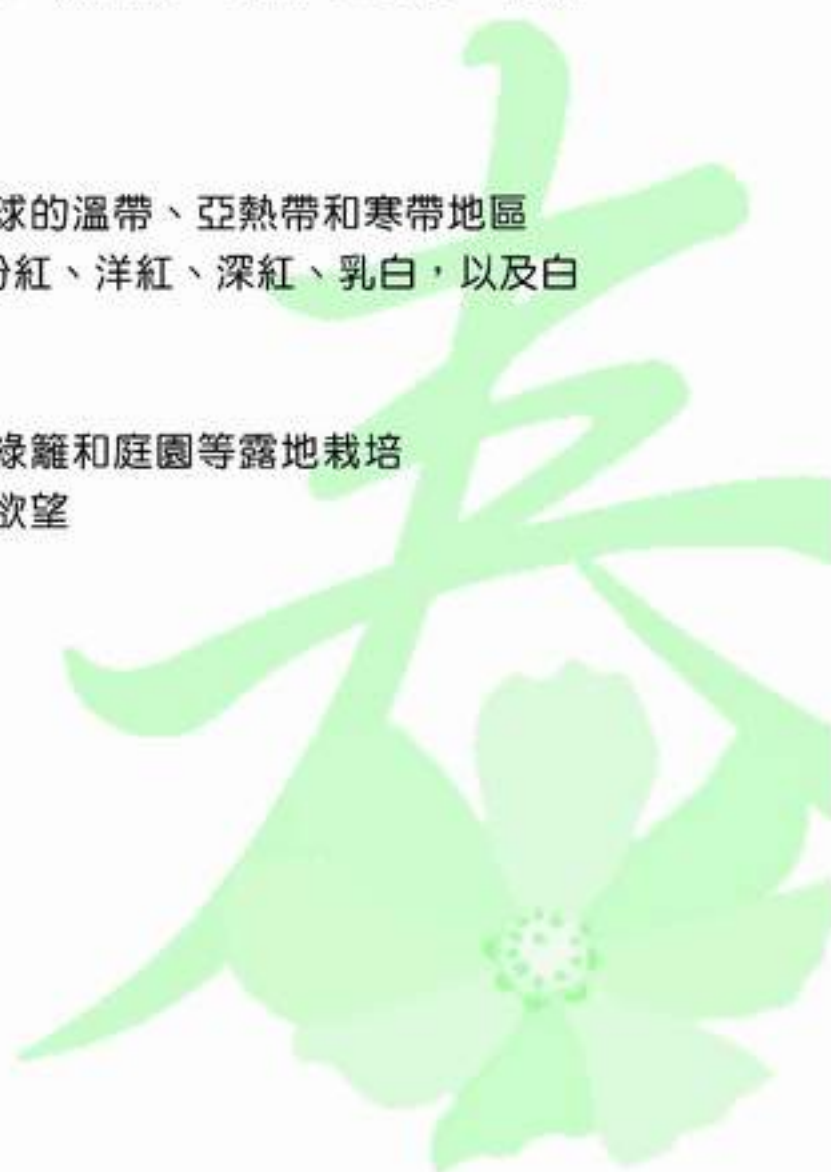 球的溫帶、亞熱帶和寒帶地區
紅、洋紅、深紅、乳白，以及白
綠籬和庭園等露地栽培
欲望
春